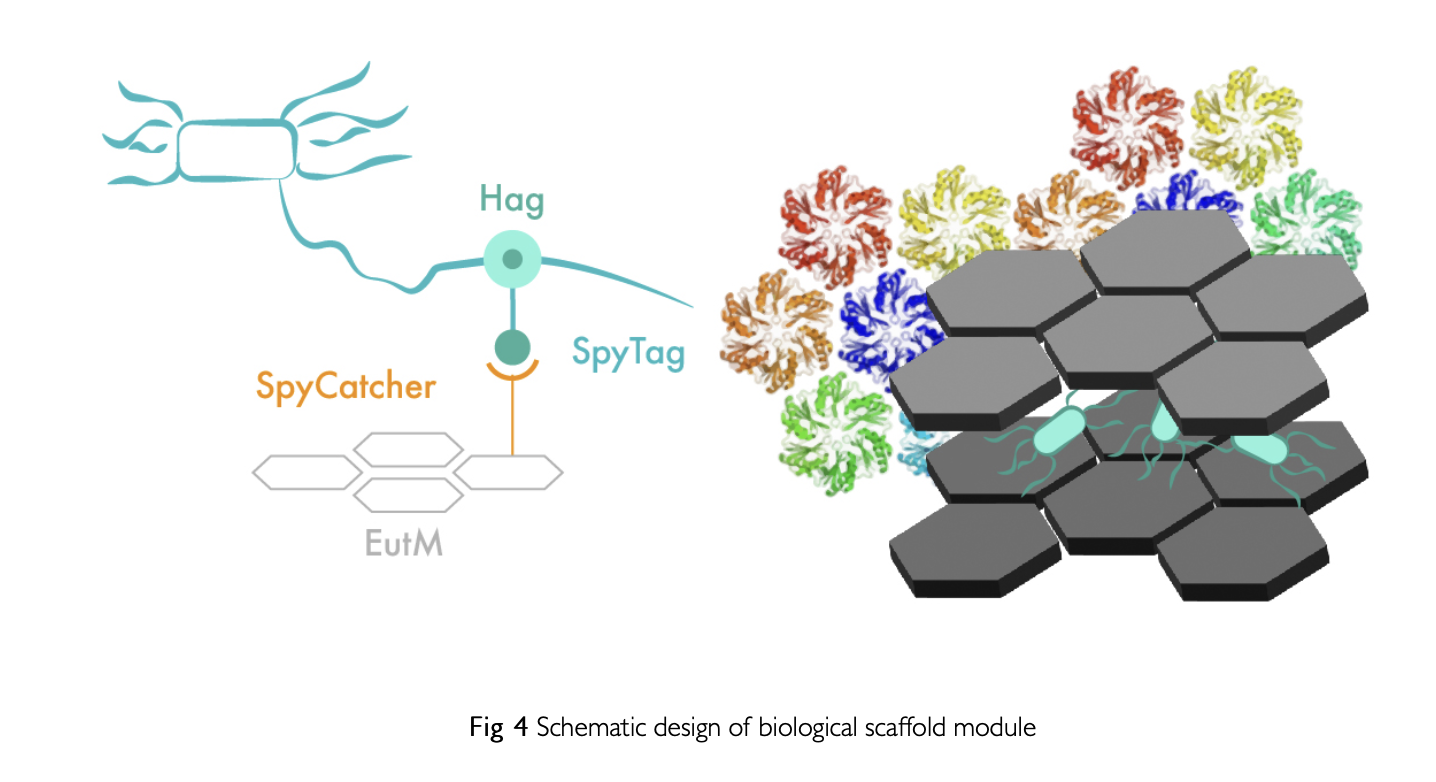 Hag
SpyTag
SpyCatcher
EutM
Fig 4 Schematic design of biological scaffold module